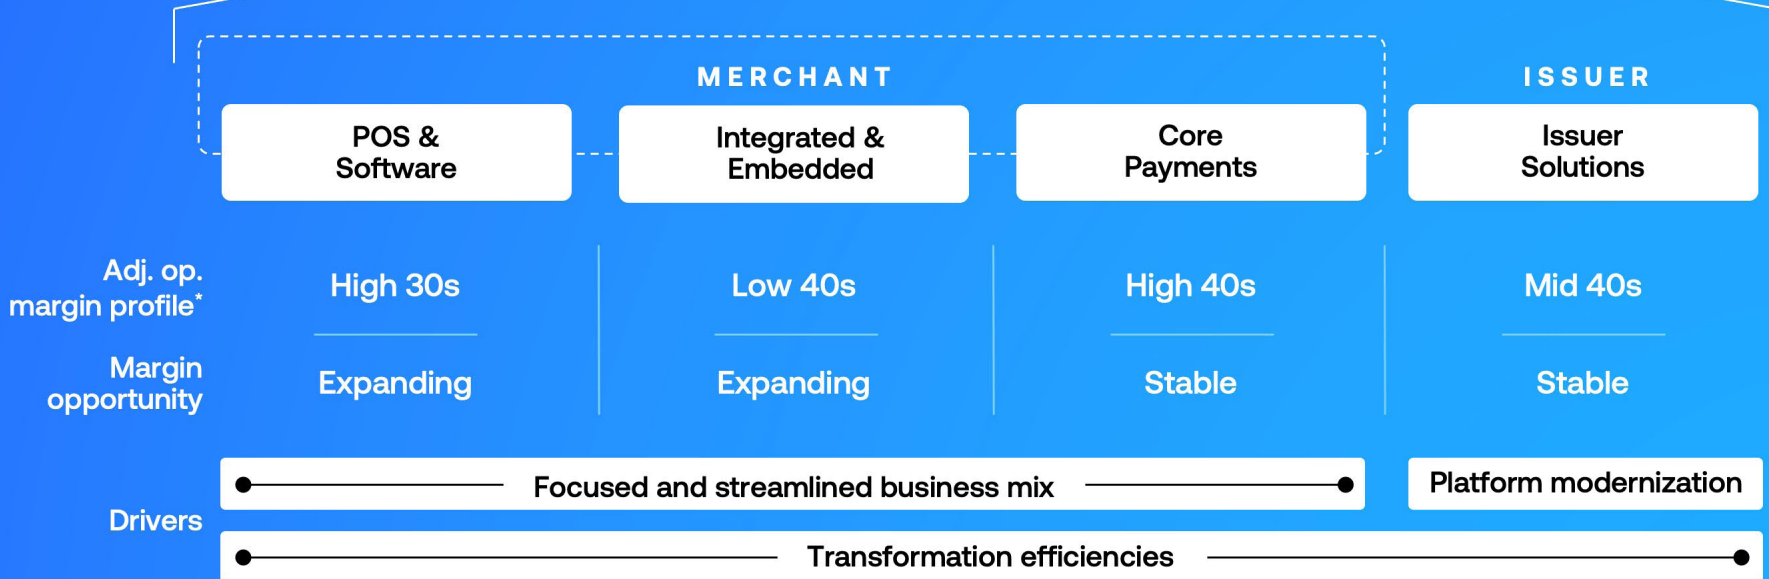 MERCHANT
ISSUER
POS &
Software
Integrated &
Embedded
Core
Payments
Issuer
Solutions
Adj. op.
margin profile*
High 30s
Low 40s
High 40s
Mid 40s
Margin
opportunity
Expanding
Expanding
Stable
Stable
Drivers
Focused and streamlined business mix
Platform modernization
Transformation efficiencies